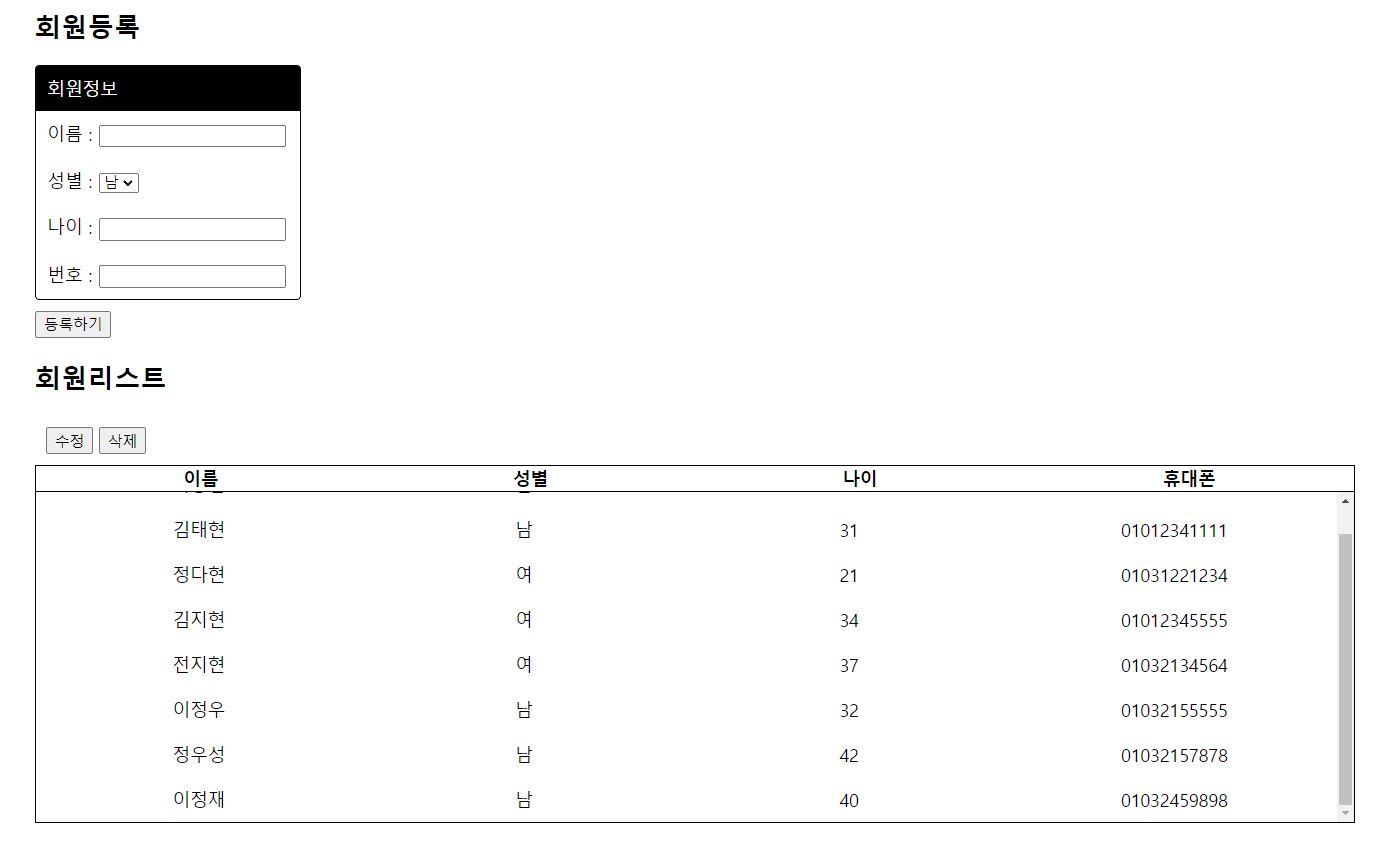 회원등록
회원정보
이름 :
성별 : 남
나이 :
번호 :
등록하기
회원리스트
수정 삭제
이름 성별 나이 휴대폰
김태현 남 31 01012341111
정다현 여 21 01031221234
김지현 여 34 01012345555
전지현 여 37 01032134564
이정우 남 32 01032155555
정우성 남 42 01032157878
이정재 남 40 01032459898